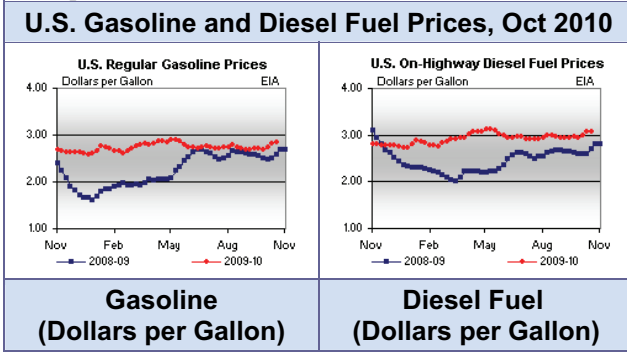 U.S. Gasoline and Diesel Fuel Prices, Oct 2010
U.S. Regular Gasoline Prices
Dollars per Gallon EIA
4.00
3.00
2.00
1.00
Nov Feb May Aug Nov
2008-09 2009-10
U.S. On-Highway Diesel Fuel Prices
Dollars per Gallon EIA
4.00
3.00
2.00
1.00
Nov Feb May Aug Nov
2008-09 2009-10
Gasoline
(Dollars per Gallon)
Diesel Fuel
(Dollars per Gallon)